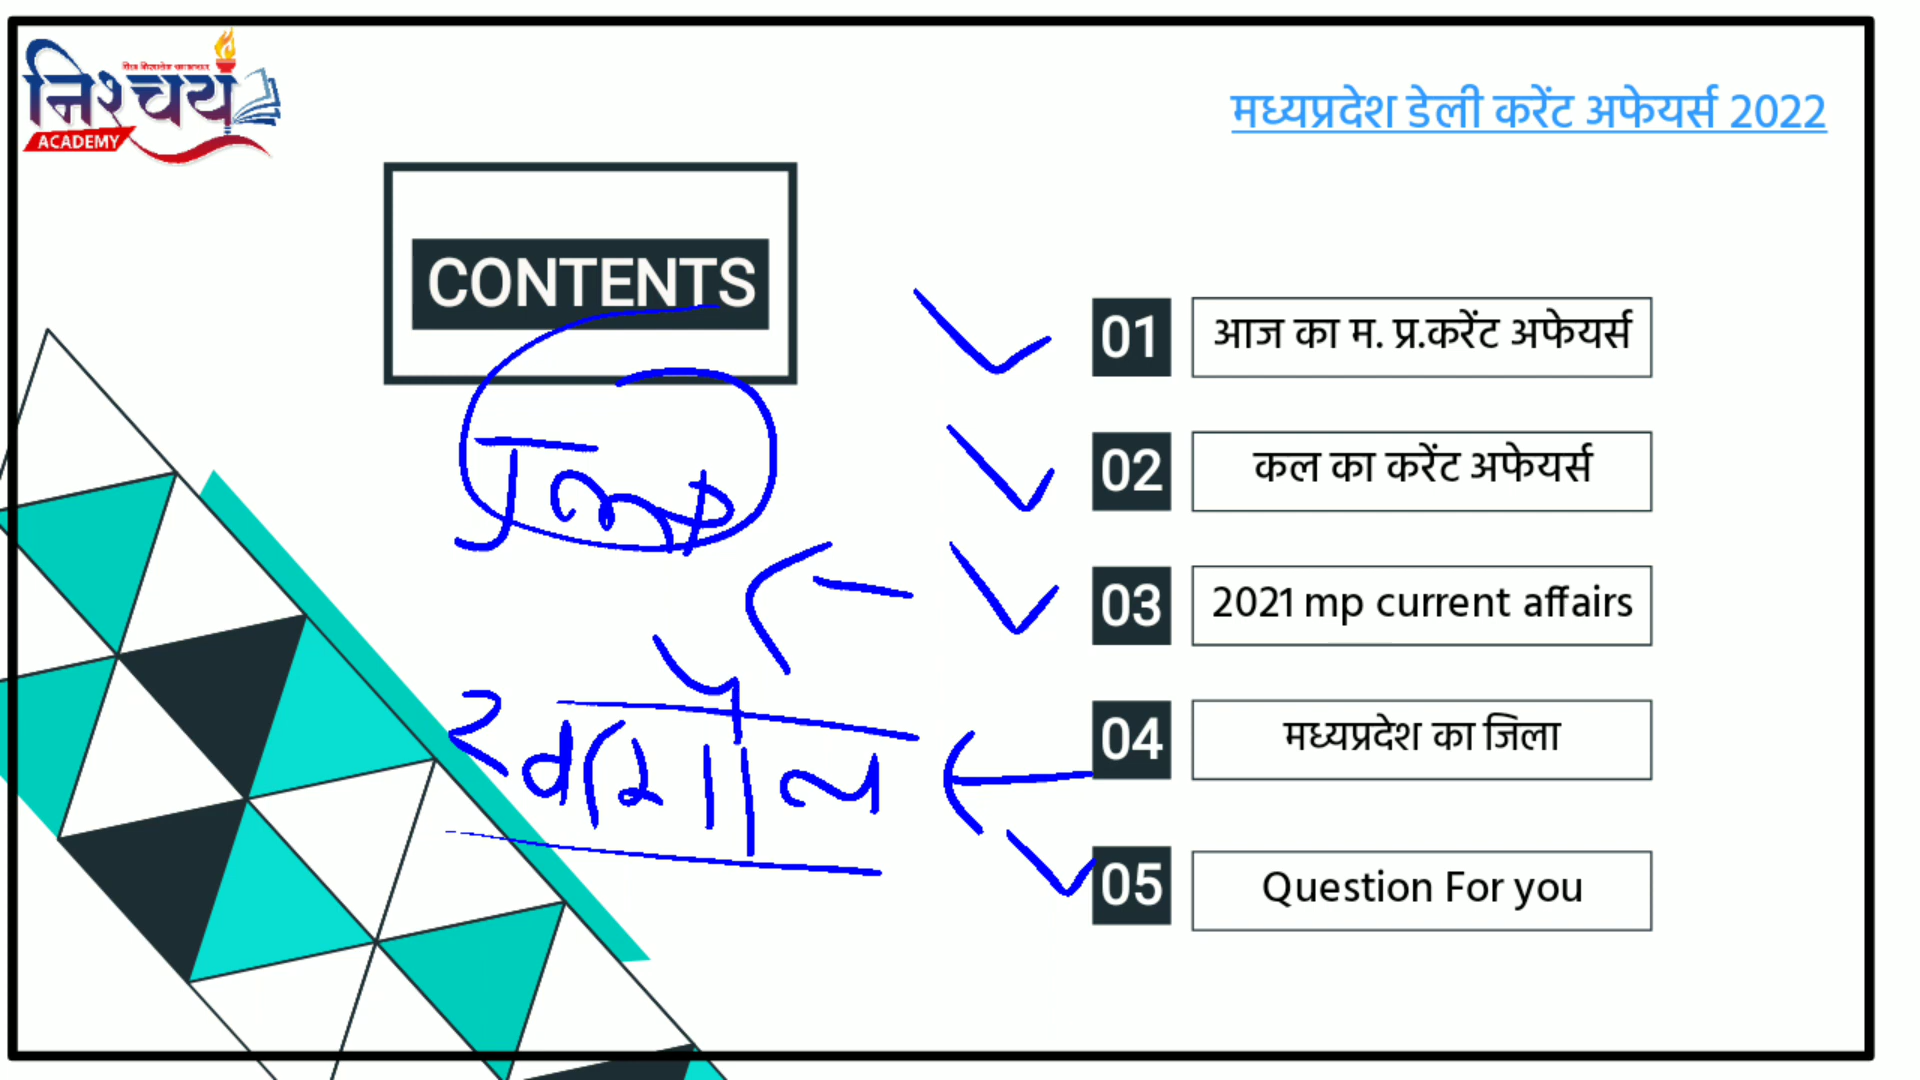 निश्चय
ACADEMY
मध्यप्रदेश डेली करेंट अफेयर्स 2022
CONTENTS
Imp
01 आज का म. प्र.करेंट अफेयर्स
02 कल का करेंट अफेयर्स
03 2021 mp current affairs
04 मध्यप्रदेश का जिला
05 Question For you